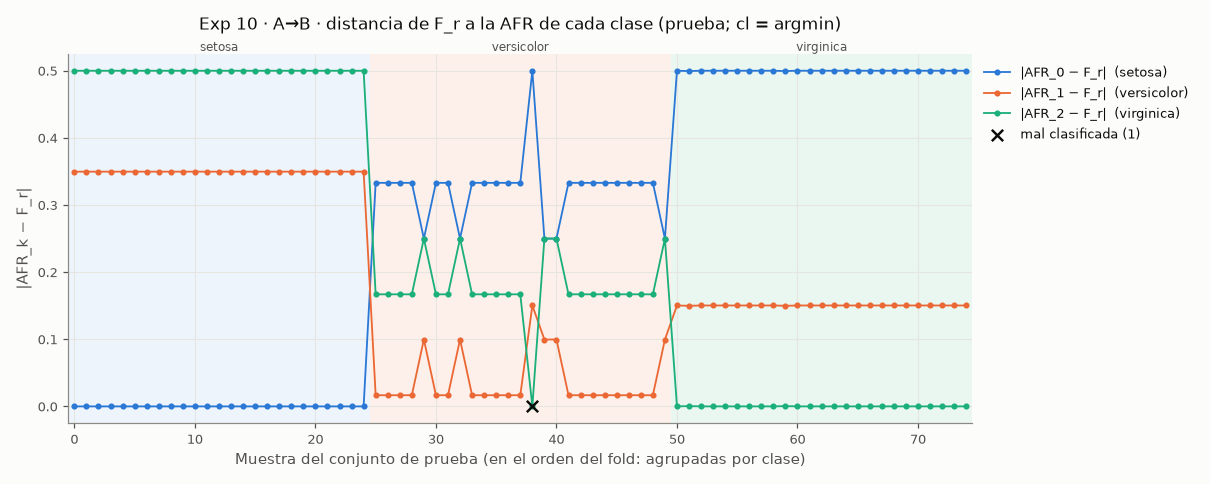 Exp 10 · A→B · distancia de F_r a la AFR de cada clase (prueba; cl = argmin)
setosa versicolor virginica
|AFR_0 − F_r| (setosa)
|AFR_1 − F_r| (versicolor)
|AFR_2 − F_r| (virginica)
mal clasificada (1)
|AFR_k − F_r|
0.5
0.4
0.3
0.2
0.1
0.0
0 10 20 30 40 50 60 70
Muestra del conjunto de prueba (en el orden del fold: agrupadas por clase)